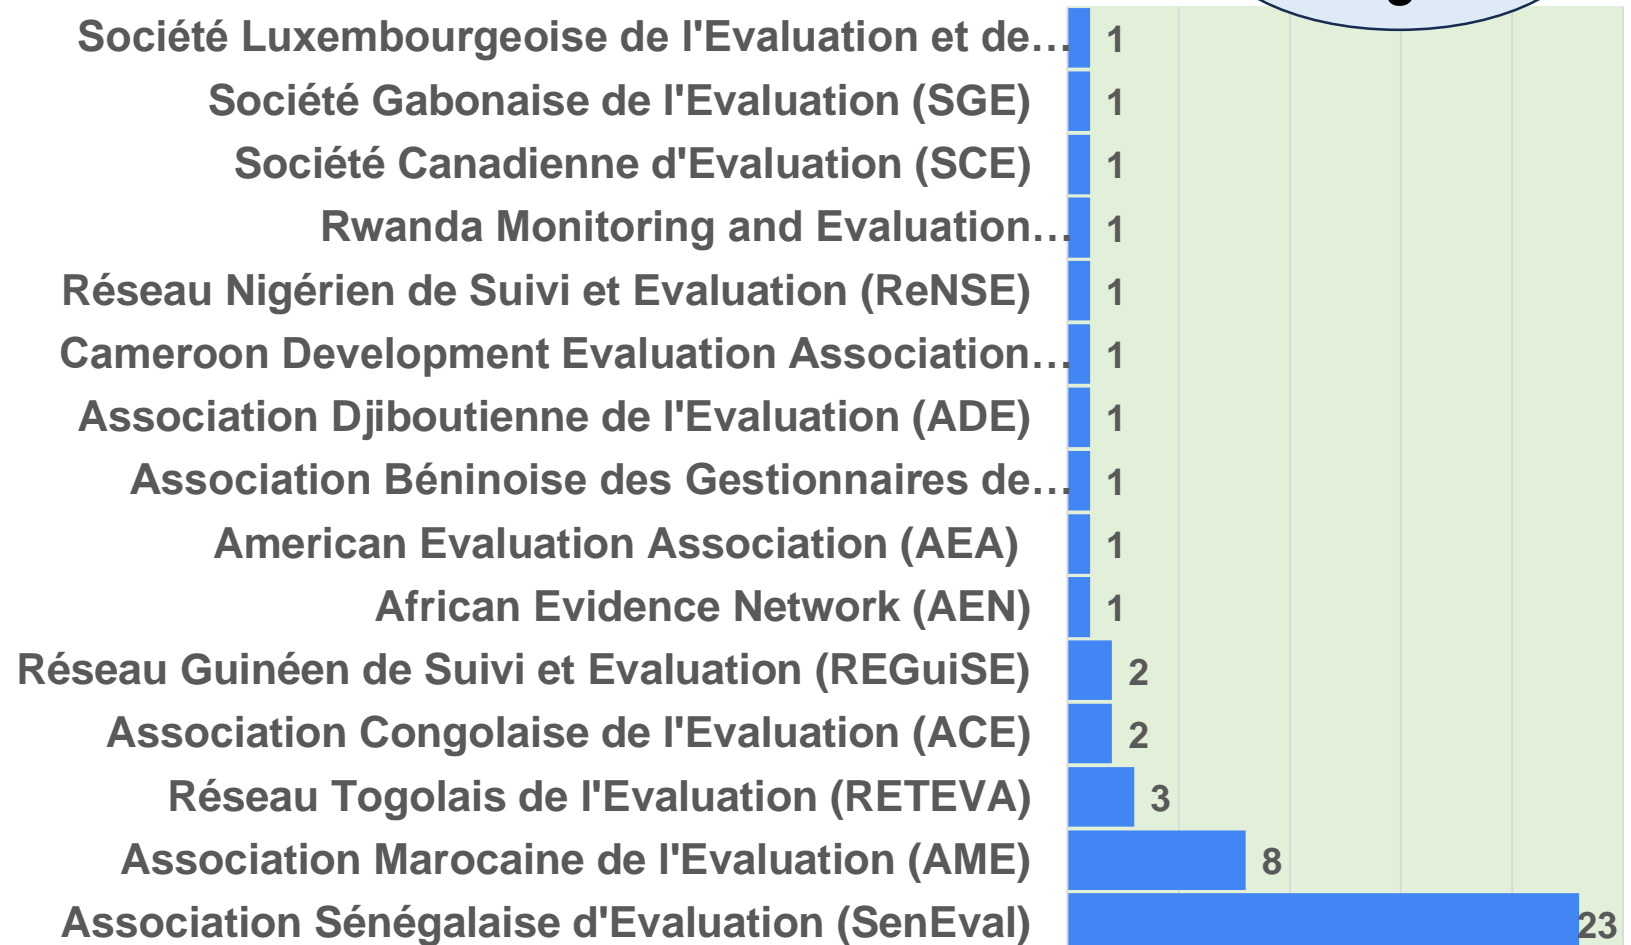 Société Luxembourgeoise de l'Evaluation et de… 1
Société Gabonaise de l'Evaluation (SGE) 1
Société Canadienne d'Evaluation (SCE) 1
Rwanda Monitoring and Evaluation… 1
Réseau Nigérien de Suivi et Evaluation (ReNSE) 1
Cameroon Development Evaluation Association… 1
Association Djiboutienne de l'Evaluation (ADE) 1
Association Béninoise des Gestionnaires de… 1
American Evaluation Association (AEA) 1
African Evidence Network (AEN) 1
Réseau Guinéen de Suivi et Evaluation (REGuiSE) 2
Association Congolaise de l'Evaluation (ACE) 2
Réseau Togolais de l'Evaluation (RETEVA) 3
Association Marocaine de l'Evaluation (AME) 8
Association Sénégalaise d'Evaluation (SenEval) 23